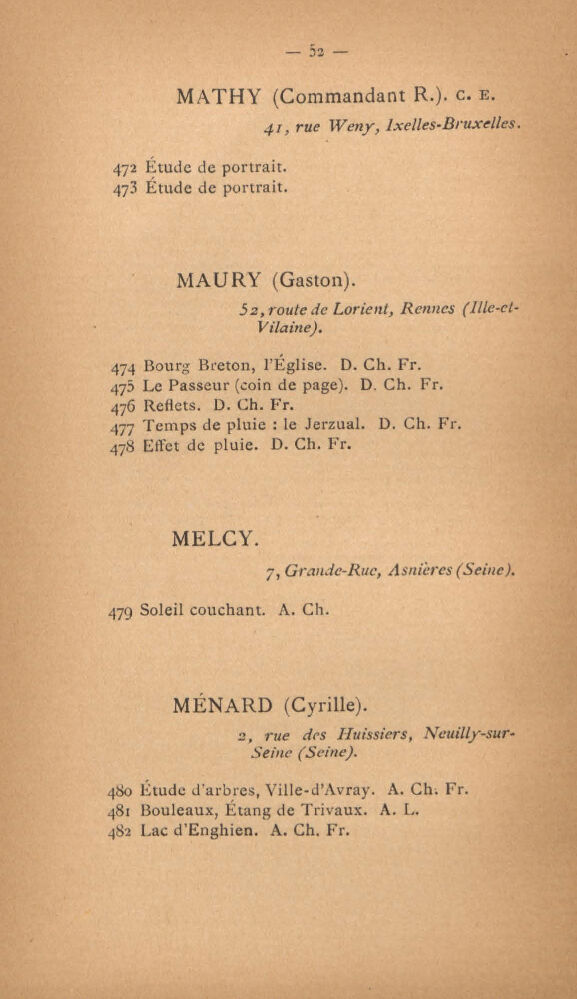 — 52 —
MATHY (Commandant R.). C. E.
41, rue Weny, Ixelles-Bruxelles.
472 Étude de portrait.
473 Étude de portrait.
MAURY (Gaston).
52, route de Lorient, Rennes (Ille-et-
Vilaine).
474 Bourg Breton, l'Église. D. Ch. Fr.
475 Le Passeur (coin de page). D. Ch. Fr.
476 Reflets. D. Ch. Fr.
477 Temps de pluie : le Jerzual. D. Ch. Fr.
478 Effet de pluie. D. Ch. Fr.
MELCY.
7, Grande-Rue, Asnières (Seine).
479 Soleil couchant. A. Ch.
MÉNARD (Cyrille).
2, rue des Huissiers, Neuilly-sur-
Seine (Seine).
480 Étude d'arbres, Ville-d'Avray. A. Ch. Fr.
481 Bouleaux, Étang de Trivaux. A. L.
482 Lac d'Enghien. A. Ch. Fr.